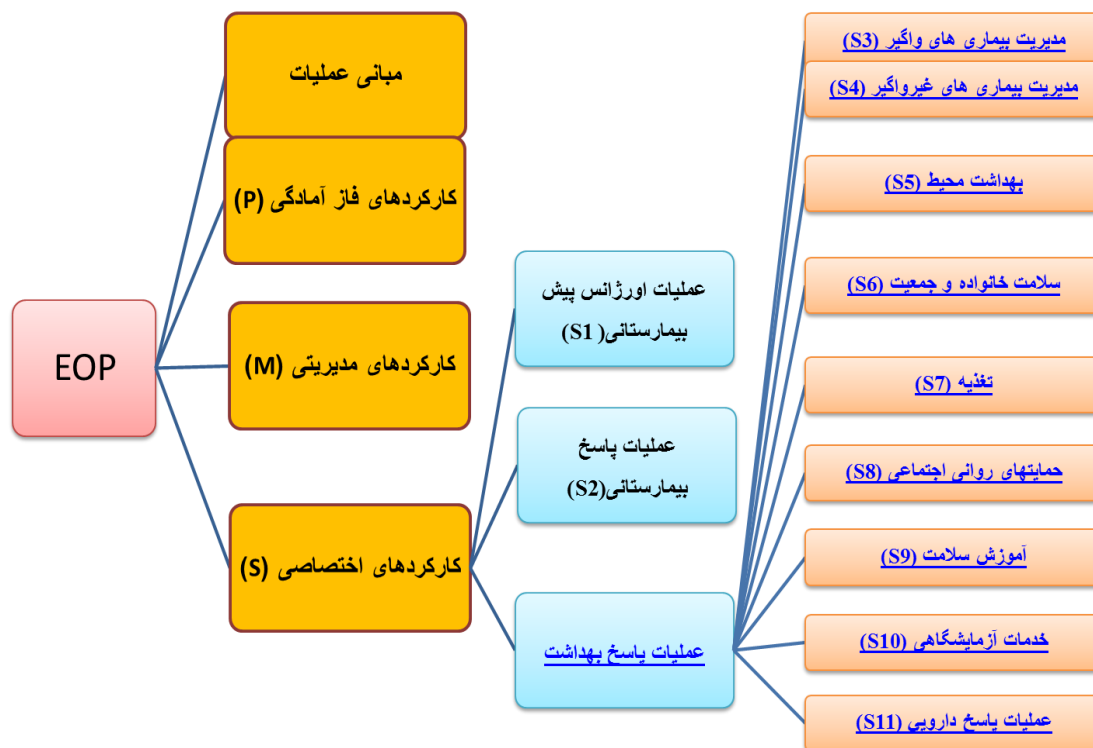 EOP
مبانی عملیات
کارکردهای فاز آمادگی (P)
کارکردهای مدیریتی (M)
کارکردهای اختصاصی (S)
عملیات اورژانس پیش
بیمارستانی( S1)
عملیات پاسخ
بیمارستانی(S2)
عملیات پاسخ بهداشت
مدیریت بیماری های واگیر (S3)
مدیریت بیماری های غیرواگیر (S4)
بهداشت محیط (S5)
سلامت خانواده و جمعیت (S6)
تغذیه (S7)
حمایتهای روانی اجتماعی (S8)
آموزش سلامت (S9)
خدمات آزمایشگاهی (S10)
عملیات پاسخ دارویی (S11)